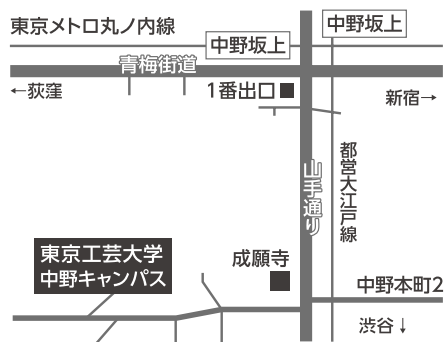 東京メトロ丸ノ内線
中野坂上
中野坂上
青梅街道
←荻窪
1番出口
新宿→
山手通り
都営大江戸線
東京工芸大学
中野キャンパス
成願寺
中野本町2
渋谷↓